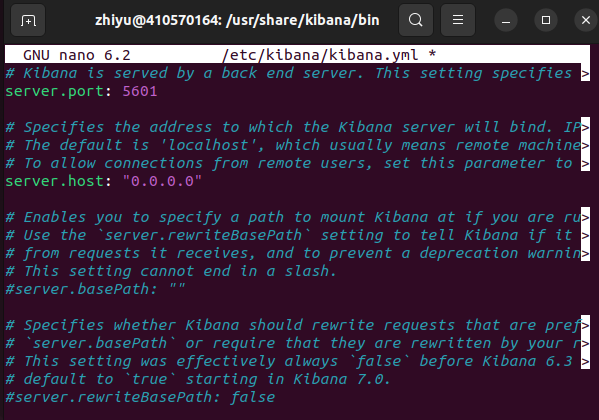 zhiyu@410570164: /usr/share/kibana/bin
GNU nano 6.2 /etc/kibana/kibana.yml *
# Kibana is served by a back end server. This setting specifies >
server.port: 5601
# Specifies the address to which the Kibana server will bind. IP>
# The default is 'localhost', which usually means remote machine>
# To allow connections from remote users, set this parameter to >
server.host: "0.0.0.0"
# Enables you to specify a path to mount Kibana at if you are ru>
# Use the `server.rewriteBasePath` setting to tell Kibana if it >
# from requests it receives, and to prevent a deprecation warnin>
# This setting cannot end in a slash.
#server.basePath: ""
# Specifies whether Kibana should rewrite requests that are pref>
# `server.basePath` or require that they are rewritten by your r>
# This setting was effectively always `false` before Kibana 6.3 >
# default to `true` starting in Kibana 7.0.
#server.rewriteBasePath: false